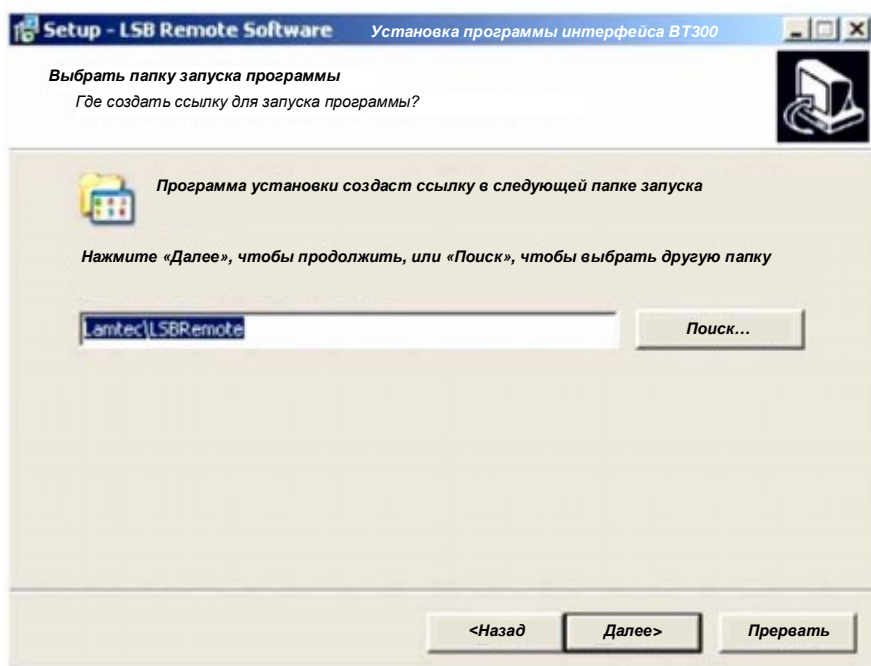 Setup - LSB Remote Software Установка программы интерфейса ВТ300
Выбрать папку запуска программы
Где создать ссылку для запуска программы?
Программа установки создаст ссылку в следующей папке запуска
Нажмите «Далее», чтобы продолжить, или «Поиск», чтобы выбрать другую папку
Lamtec\LSBRemote
Поиск...
<Назад
Далее>
Прервать